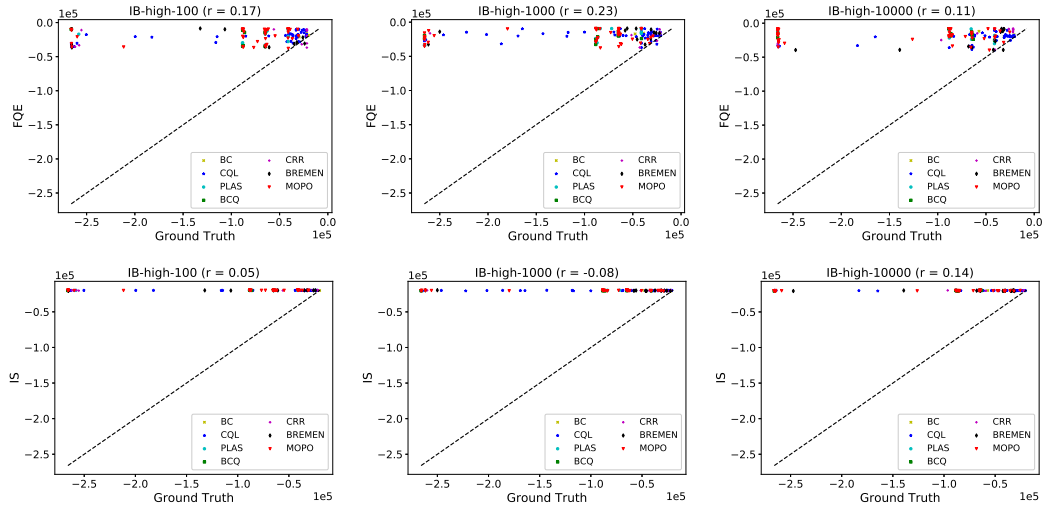 IB-high-100 (r = 0.17)
1e5
0.0
−0.5
−1.0
−1.5
−2.0
−2.5
FQE
BC
CQL
PLAS
BCQ
CRR
BREMEN
MOPO
−2.5 −2.0 −1.5 −1.0 −0.5 0.0
Ground Truth
1e5
IB-high-1000 (r = 0.23)
1e5
0.0
−0.5
−1.0
−1.5
−2.0
−2.5
FQE
BC
CQL
PLAS
BCQ
CRR
BREMEN
MOPO
−2.5 −2.0 −1.5 −1.0 −0.5 0.0
Ground Truth
1e5
IB-high-10000 (r = 0.11)
1e5
0.0
−0.5
−1.0
−1.5
−2.0
−2.5
FQE
BC
CQL
PLAS
BCQ
CRR
BREMEN
MOPO
−2.5 −2.0 −1.5 −1.0 −0.5 0.0
Ground Truth
1e5
IB-high-100 (r = 0.05)
1e5
−0.5
−1.0
−1.5
−2.0
−2.5
IS
BC
CQL
PLAS
BCQ
CRR
BREMEN
MOPO
−2.5 −2.0 −1.5 −1.0 −0.5
Ground Truth
1e5
IB-high-1000 (r = -0.08)
1e5
−0.5
−1.0
−1.5
−2.0
−2.5
IS
BC
CQL
PLAS
BCQ
CRR
BREMEN
MOPO
−2.5 −2.0 −1.5 −1.0 −0.5
Ground Truth
1e5
IB-high-10000 (r = 0.14)
1e5
−0.5
−1.0
−1.5
−2.0
−2.5
IS
BC
CQL
PLAS
BCQ
CRR
BREMEN
MOPO
−2.5 −2.0 −1.5 −1.0 −0.5
Ground Truth
1e5